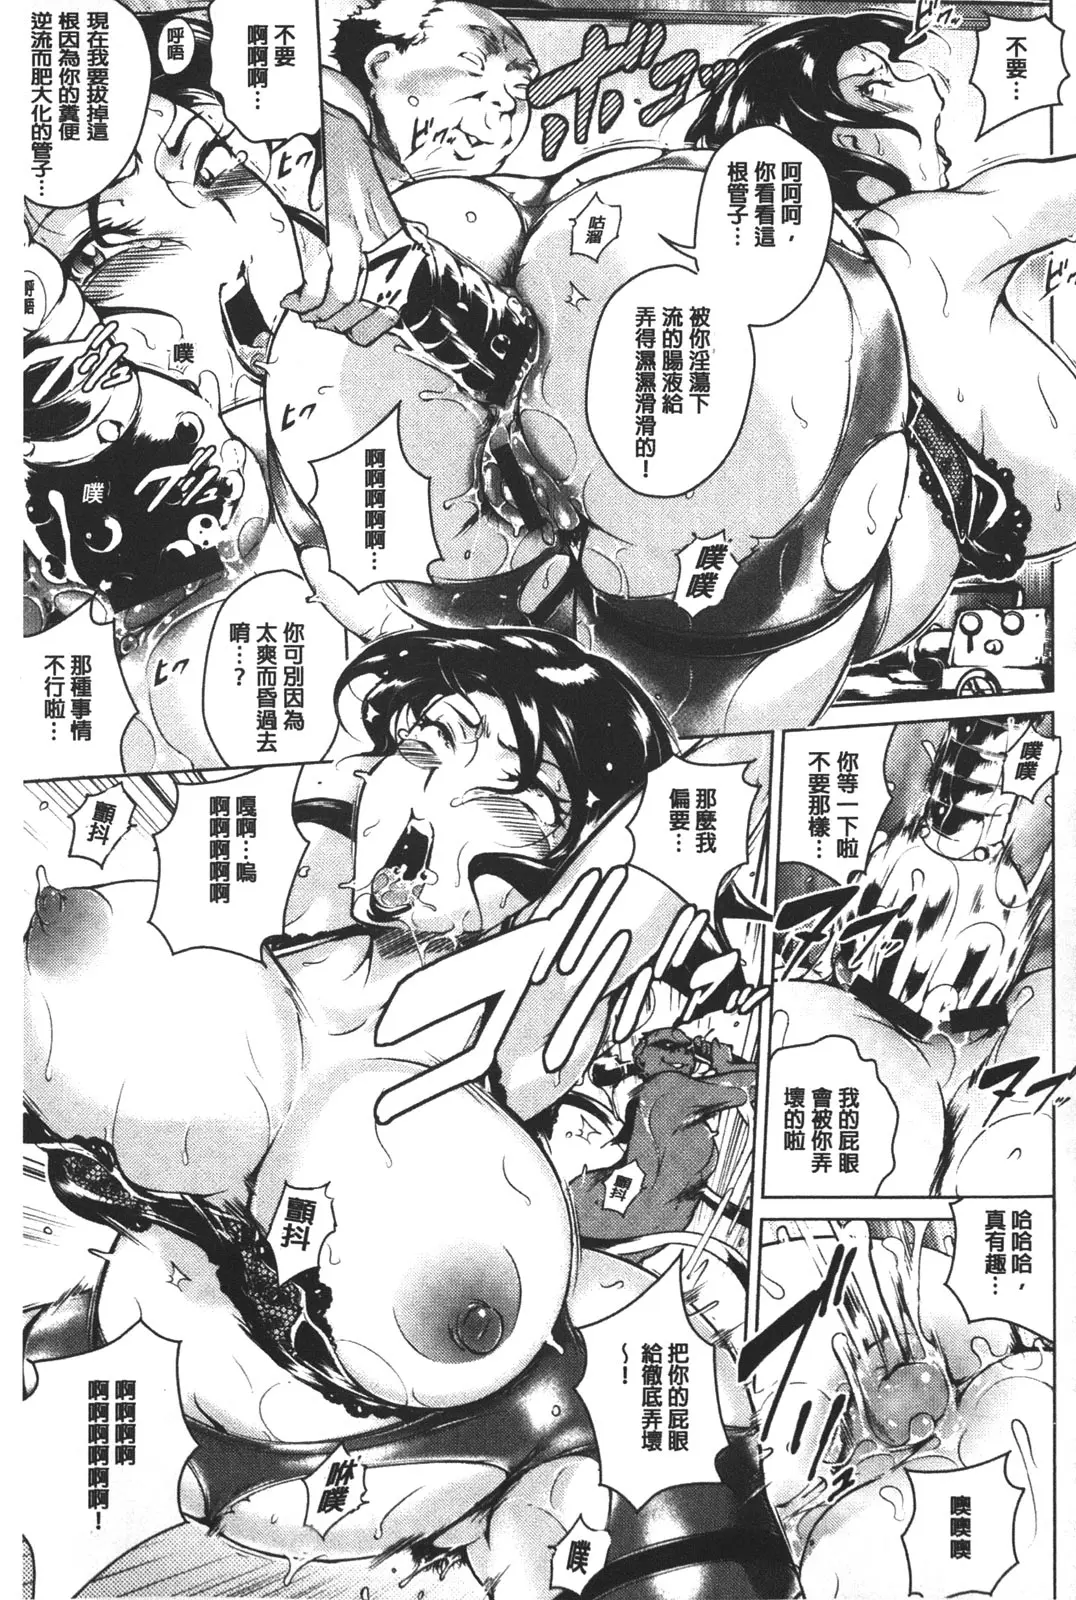 不要…
呵呵呵，
你看看這
根管子…
被你淫蕩下
流的腸液給
弄得濕濕滑滑的！
咕溜
噗噗
不要
啊啊啊…
啊啊啊啊啊…
現在我要拔掉這
根因為你的糞便
逆流而肥大化的管子…
呼唔
呼唔
噗
噗
你可別因為
太爽而昏過去
唷…？
那種事情
不行啦…
噗噗
你等一下啦
不要那樣…
我的屁眼
會被你弄
壞的啦
那麼我
偏要…
嘎啊…嗚
啊啊啊啊啊
顫抖
顫抖
顫抖
哈哈哈，
真有趣…
噢噢噢
把你的屁眼
給徹底弄壞
～！
啊啊啊啊
啊啊啊啊啊！
咻噗
噗